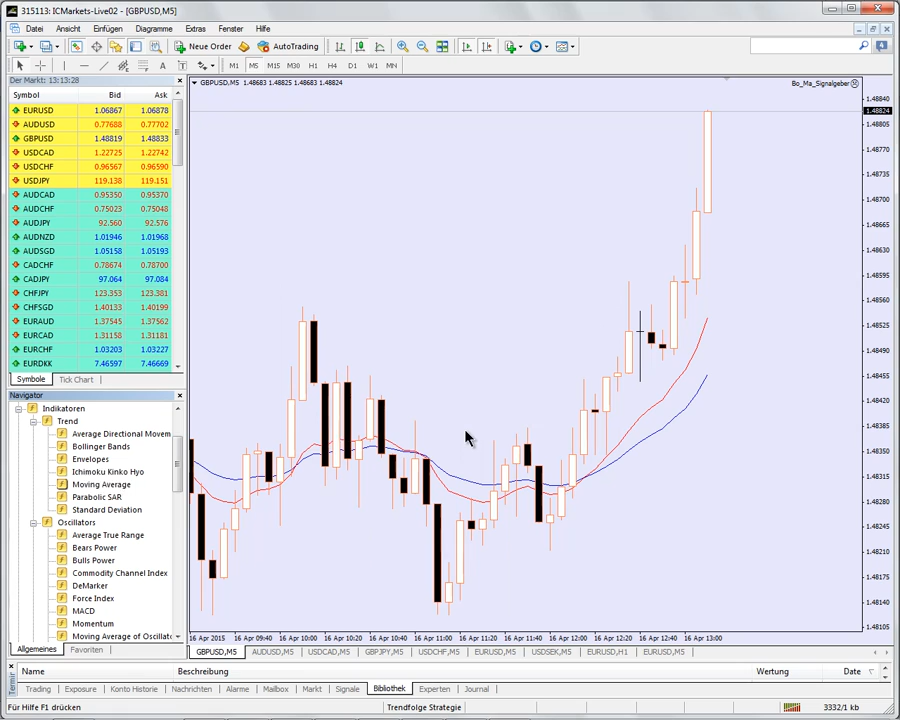 315113: ICMarkets-Live02 - [GBPUSD,M5]
Datei Ansicht Einfügen Diagramme Extras Fenster Hilfe
New Order AutoTrading
A T M1 M5 M15 M30 H1 H4 D1 W1 MN
Der Markt: 13:13:28
Symbol Bid Ask
EURUSD 1.06867 1.06878
AUDUSD 0.77688 0.77702
GBPUSD 1.48819 1.48833
USDCAD 1.22725 1.22742
USDCHF 0.96567 0.96590
USDJPY 119.138 119.151
AUDCAD 0.95350 0.95370
AUDCHF 0.75023 0.75048
AUDJPY 92.560 92.576
AUDNZD 1.01946 1.01968
AUDSGD 1.05158 1.05193
CADCHF 0.78674 0.78700
CADJPY 97.064 97.084
CHFJPY 123.353 123.381
CHFSGD 1.40133 1.40199
EURAUD 1.37545 1.37562
EURCAD 1.31158 1.31181
EURCHF 1.03203 1.03227
EURDKK 7.46597 7.46669
Symbole Tick Chart
Navigator
Indikatoren
Trend
Average Directional Movem
Bollinger Bands
Envelopes
Ichimoku Kinko Hyo
Moving Average
Parabolic SAR
Standard Deviation
Oscillators
Average True Range
Bears Power
Bulls Power
Commodity Channel Index
DeMarker
Force Index
MACD
Momentum
Moving Average of Oscillato
Allgemeines Favoriten
GBPUSD,M5 1.48683 1.48825 1.48683 1.48824
Bo_Ma_Signalgeber
1.48840
1.48824
1.48805
1.48770
1.48735
1.48700
1.48665
1.48630
1.48595
1.48560
1.48525
1.48490
1.48455
1.48420
1.48385
1.48350
1.48315
1.48280
1.48245
1.48210
1.48175
1.48140
1.48105
16 Apr 2015 16 Apr 09:40 16 Apr 10:00 16 Apr 10:20 16 Apr 10:40 16 Apr 11:00 16 Apr 11:20 16 Apr 11:40 16 Apr 12:00 16 Apr 12:20 16 Apr 12:40 16 Apr 13:00
GBPUSD,M5 AUDUSD,M5 USDCAD,M5 GBPJPY,M5 USDCHF,M5 EURUSD,M5 USDSEK,M5 EURUSD,H1 EURUSD,M5
Name Beschreibung Wertung Date
Trading Exposure Konto Historie Nachrichten Alarme Mailbox Markt Signale Bibliothek Experten Journal
Für Hilfe F1 drücken Trendfolge Strategie 3332/1 kb